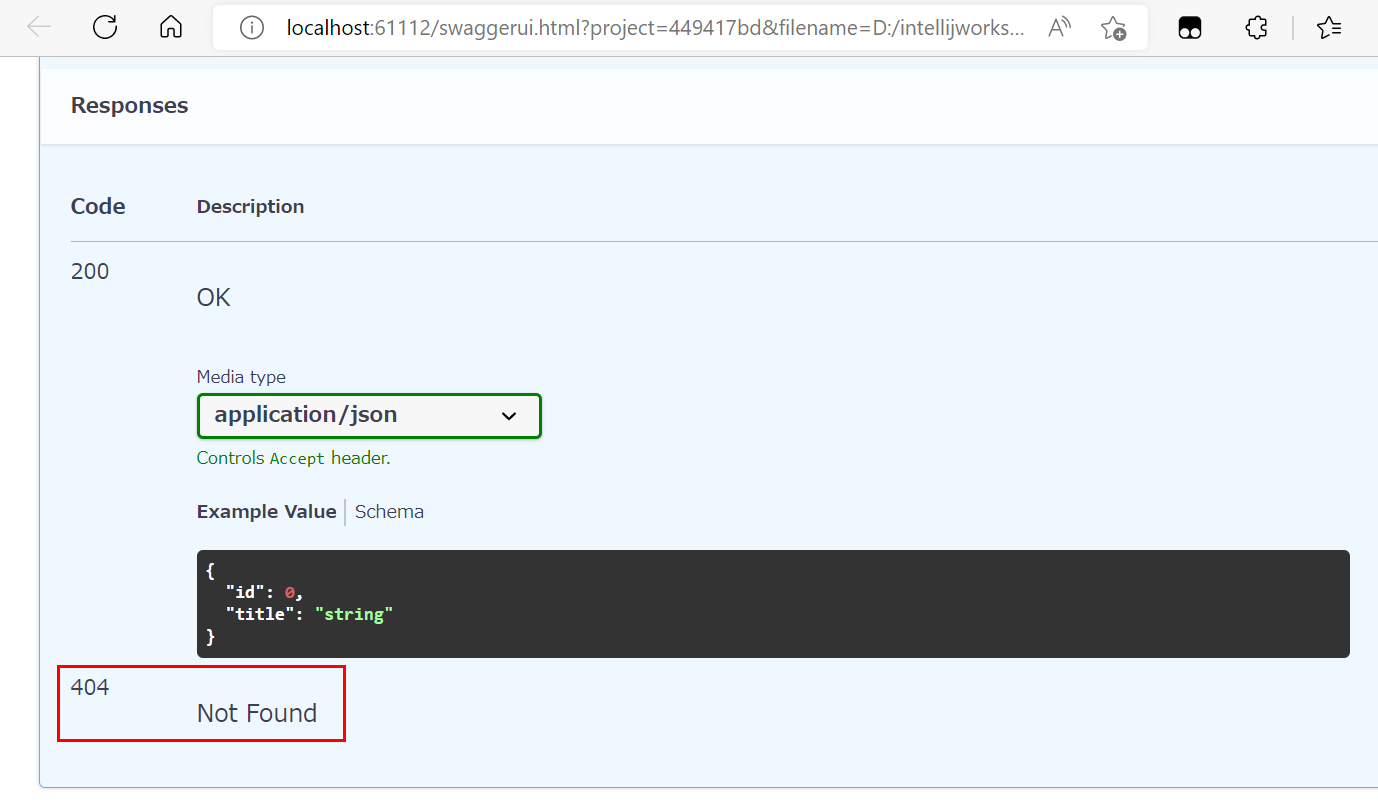 localhost:61112/swaggerui.html?project=449417bd&filename=D:/intellijworks...
Responses
Code Description
200
OK
Media type
application/json
Controls Accept header.
Example Value Schema
{
"id": 0,
"title": "string"
}
404
Not Found